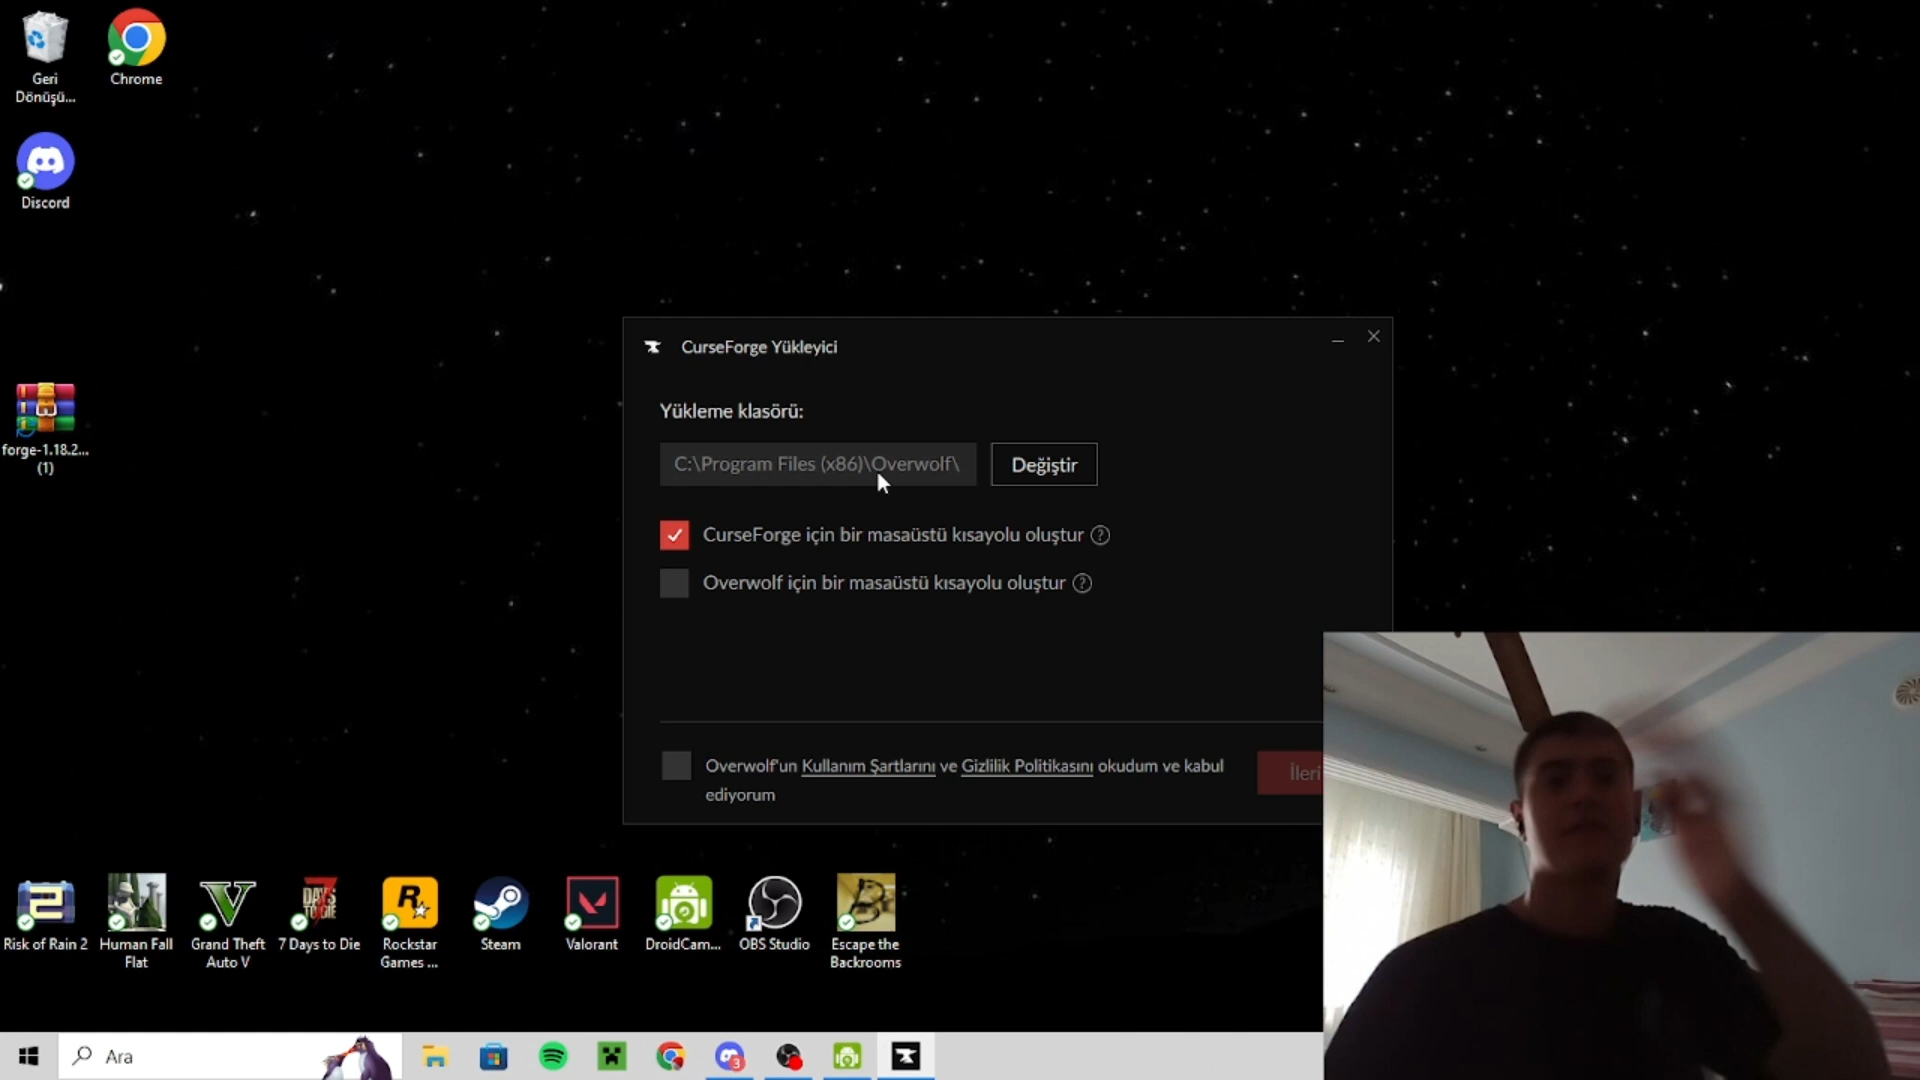 Geri
Dönüşü...
Chrome
Discord
forge-1.18.2...
(1)
CurseForge Yükleyici
Yükleme klasörü:
C:\Program Files (x86)\Overwolf\
Değiştir
CurseForge için bir masaüstü kısayolu oluştur
Overwolf için bir masaüstü kısayolu oluştur
Overwolf'un Kullanım Şartlarını ve Gizlilik Politikasını okudum ve kabul
ediyorum
İleri
Risk of Rain 2
Human Fall
Flat
Grand Theft
Auto V
7 Days to Die
Rockstar
Games ...
Steam
Valorant
DroidCam...
OBS Studio
Escape the
Backrooms
Ara
3